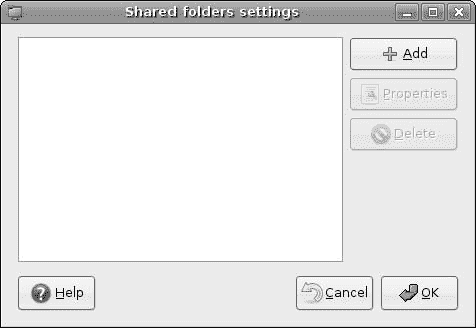 Shared folders settings
Add
Properties
Delete
Help
Cancel
OK